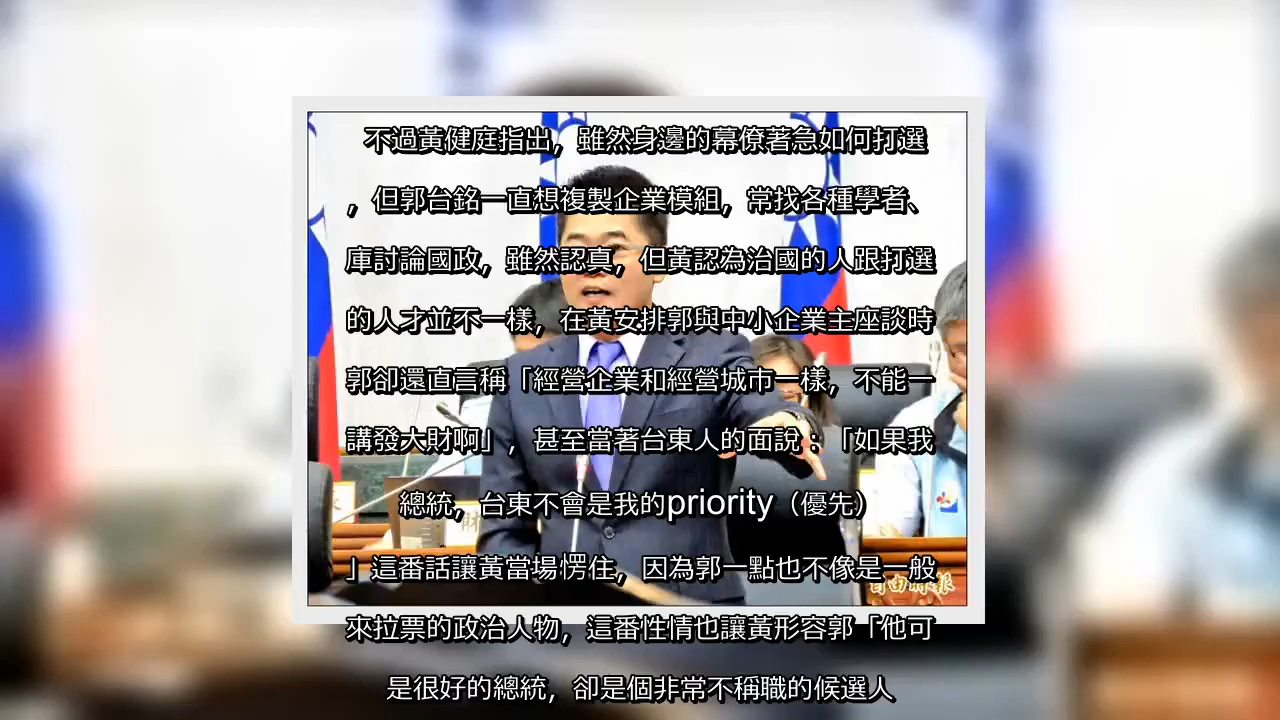 不過黃健庭指出，雖然身邊的幕僚著急如何打選
，但郭台銘一直想複製企業模組，常找各種學者、
庫討論國政，雖然認真，但黃認為治國的人跟打選
的人才並不一樣，在黃安排郭與中小企業主座談時
郭卻還直言稱「經營企業和經營城市一樣，不能一
講發大財啊」，甚至當著台東人的面說：「如果我
總統，台東不會是我的priority（優先）
」這番話讓黃當場愣住，因為郭一點也不像是一般
來拉票的政治人物，這番性情也讓黃形容郭「他可
是很好的總統，卻是個非常不稱職的候選人
自由時報